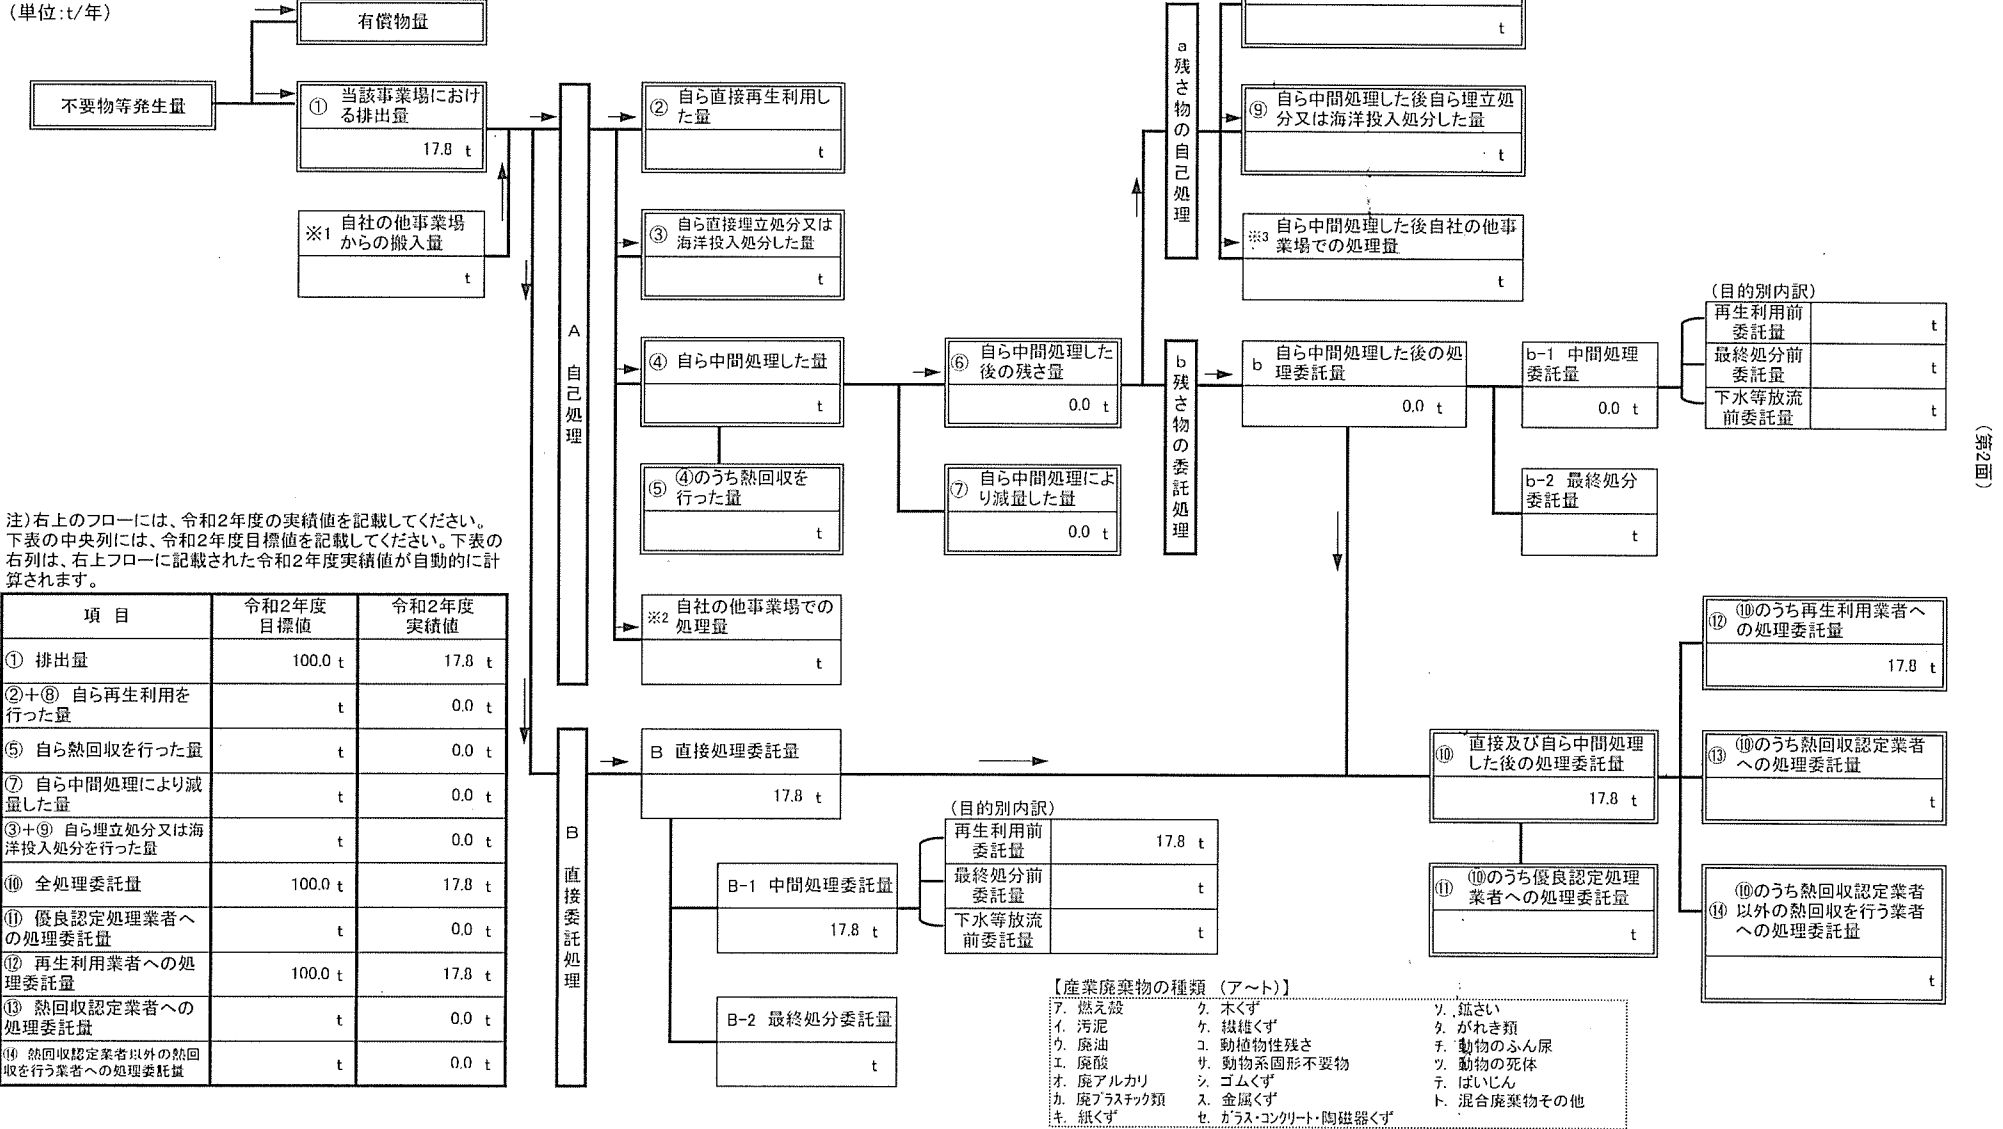 (単位:t/年)
有償物量
不要物等発生量
① 当該事業場におけ
る排出量
17.8 t
※1 自社の他事業場
からの搬入量
t
A 自己処理
② 自ら直接再生利用し
た量
t
③ 自ら直接埋立処分又は
海洋投入処分した量
t
④ 自ら中間処理した量
t
⑤ ④のうち熱回収を
行った量
t
※2 自社の他事業場での
処理量
t
⑥ 自ら中間処理した
後の残さ量
0.0 t
⑦ 自ら中間処理によ
り減量した量
0.0 t
a 残さ物の自己処理
t
⑨ 自ら中間処理した後自ら埋立処
分又は海洋投入処分した量
t
※3 自ら中間処理した後自社の他事
業場での処理量
t
b 残さ物の委託処理
b 自ら中間処理した後の処
理委託量
0.0 t
b-1 中間処理
委託量
0.0 t
(目的別内訳)
再生利用前
委託量
t
最終処分前
委託量
t
下水等放流
前委託量
t
b-2 最終処分
委託量
t
(第2面)
注)右上のフローには、令和2年度の実績値を記載してください。
下表の中央列には、令和2年度目標値を記載してください。下表の
右列は、右上フローに記載された令和2年度実績値が自動的に計
算されます。
項 目 令和2年度目標値 令和2年度実績値
① 排出量 100.0 t 17.8 t
②+⑧ 自ら再生利用を
行った量 t 0.0 t
⑤ 自ら熱回収を行った量 t 0.0 t
⑦ 自ら中間処理により減
量した量 t 0.0 t
③+⑨ 自ら埋立処分又は海
洋投入処分を行った量 t 0.0 t
⑩ 全処理委託量 100.0 t 17.8 t
⑪ 優良認定処理業者へ
の処理委託量 t 0.0 t
⑫ 再生利用業者への処
理委託量 100.0 t 17.8 t
⑬ 熱回収認定業者への
処理委託量 t 0.0 t
⑭ 熱回収認定業者以外の熱回
収を行う業者への処理委託量 t 0.0 t
B 直接委託処理
B 直接処理委託量
17.8 t
B-1 中間処理委託量
17.8 t
(目的別内訳)
再生利用前
委託量
17.8 t
最終処分前
委託量
t
下水等放流
前委託量
t
B-2 最終処分委託量
t
⑩ 直接及び自ら中間処理
した後の処理委託量
17.8 t
⑪ ⑩のうち優良認定処理
業者への処理委託量
t
⑫ ⑩のうち再生利用業者へ
の処理委託量
17.8 t
⑬ ⑩のうち熱回収認定業者
への処理委託量
t
⑭ ⑩のうち熱回収認定業者
以外の熱回収を行う業者
への処理委託量
t
【産業廃棄物の種類 (ア～ト)】
ア. 燃え殻
イ. 汚泥
ウ. 廃油
エ. 廃酸
オ. 廃アルカリ
カ. 廃プラスチック類
キ. 紙くず
ク. 木くず
ケ. 繊維くず
コ. 動植物性残さ
サ. 動物系固形不要物
シ. ゴムくず
ス. 金属くず
セ. ガラス・コンクリート・陶磁器くず
ソ. 鉱さい
タ. がれき類
チ. 動物のふん尿
ツ. 動物の死体
テ. ばいじん
ト. 混合廃棄物その他